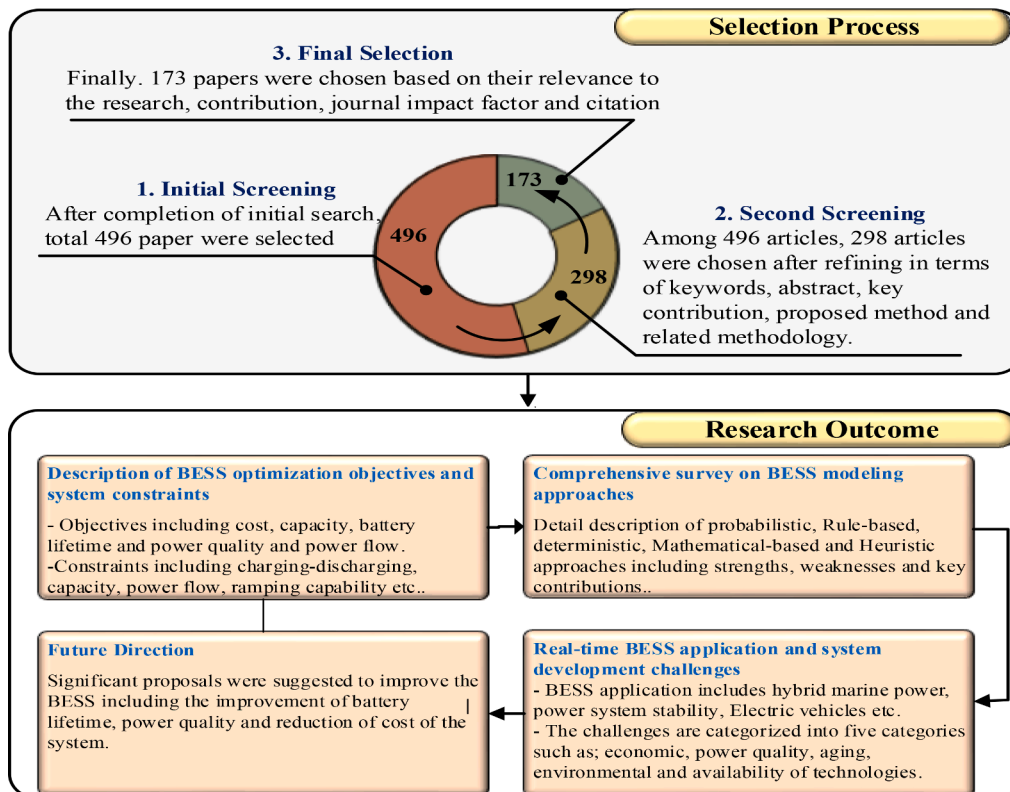 Selection Process
3. Final Selection
Finally. 173 papers were chosen based on their relevance to
the research, contribution, journal impact factor and citation
1. Initial Screening
After completion of initial search,
total 496 paper were selected
173
496
298
2. Second Screening
Among 496 articles, 298 articles
were chosen after refining in terms
of keywords, abstract, key
contribution, proposed method and
related methodology.
Research Outcome
Description of BESS optimization objectives and
system constraints
- Objectives including cost, capacity, battery
lifetime and power quality and power flow.
-Constraints including charging-discharging,
capacity, power flow, ramping capability etc..
Comprehensive survey on BESS modeling
approaches
Detail description of probabilistic, Rule-based,
deterministic, Mathematical-based and Heuristic
approaches including strengths, weaknesses and key
contributions..
Future Direction
Significant proposals were suggested to improve the
BESS including the improvement of battery
lifetime, power quality and reduction of cost of the
system.
Real-time BESS application and system
development challenges
- BESS application includes hybrid marine power,
power system stability, Electric vehicles etc.
- The challenges are categorized into five categories
such as; economic, power quality, aging,
environmental and availability of technologies.